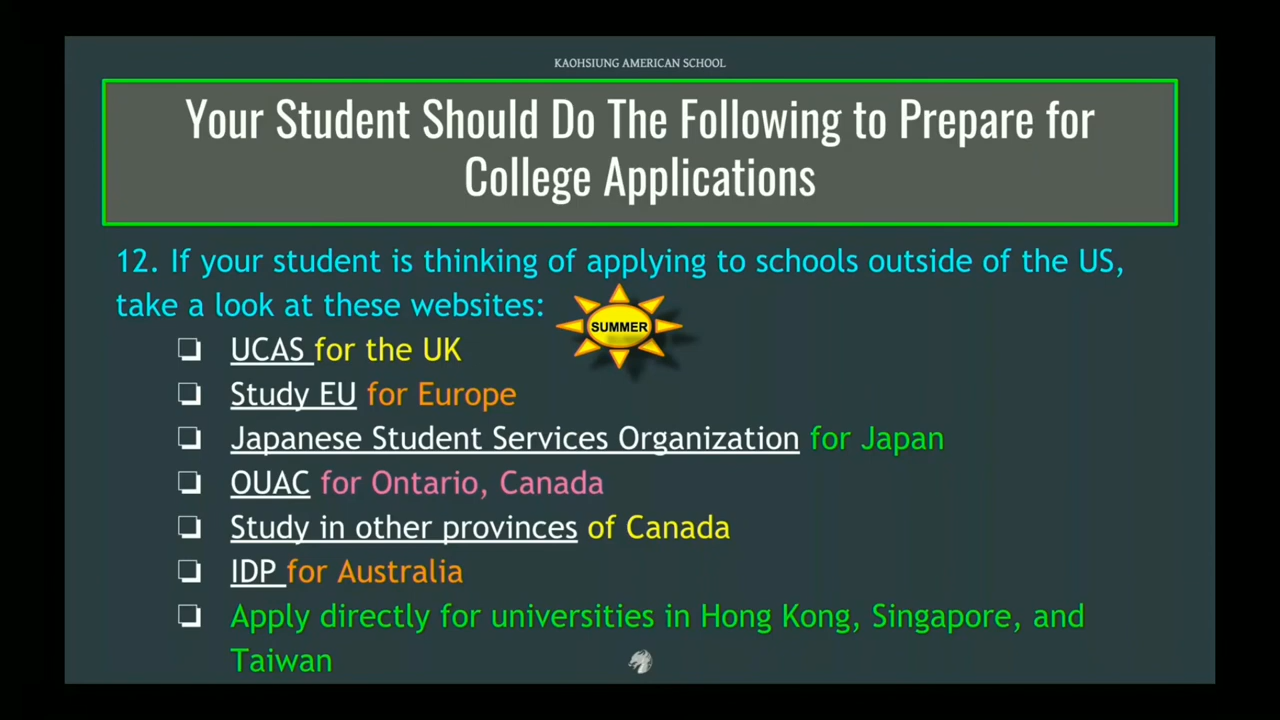 KAOHSIUNG AMERICAN SCHOOL
Your Student Should Do The Following to Prepare for
College Applications
12. If your student is thinking of applying to schools outside of the US,
take a look at these websites:
SUMMER
UCAS for the UK
Study EU for Europe
Japanese Student Services Organization for Japan
OUAC for Ontario, Canada
Study in other provinces of Canada
IDP for Australia
Apply directly for universities in Hong Kong, Singapore, and
Taiwan